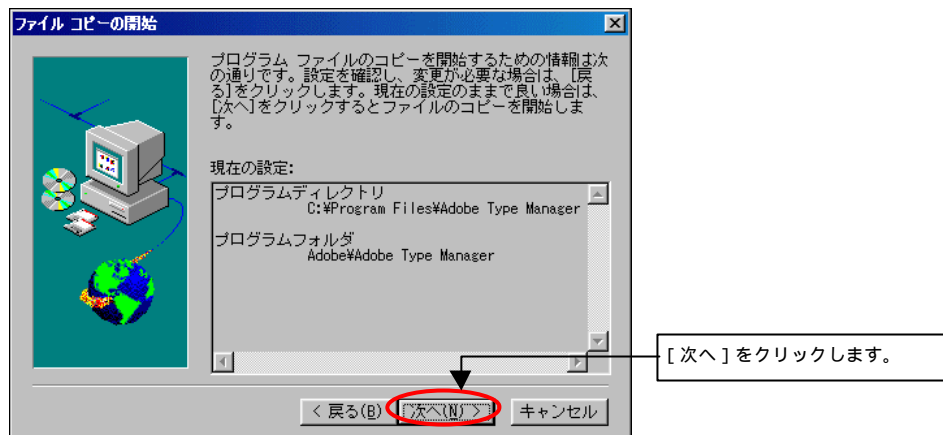 ファイル コピーの開始
プログラム ファイルのコピーを開始するための情報は次
の通りです。設定を確認し、変更が必要な場合は、[戻
る]をクリックします。現在の設定のままで良い場合は、
[次へ]をクリックするとファイルのコピーを開始しま
す。
現在の設定:
プログラムディレクトリ
C:¥Program Files¥Adobe Type Manager
プログラムフォルダ
Adobe¥Adobe Type Manager
[ 次へ ] をクリックします。
< 戻る(B)
次へ(N) >
キャンセル